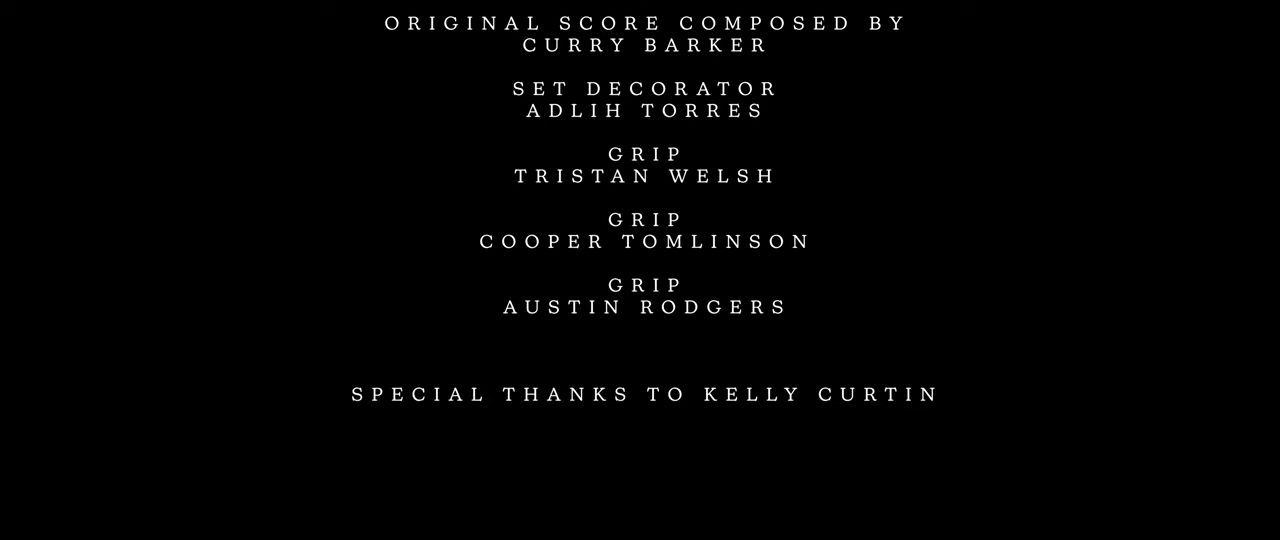 ORIGINAL SCORE COMPOSED BY
CURRY BARKER
SET DECORATOR
ADLIH TORRES
GRIP
TRISTAN WELSH
GRIP
COOPER TOMLINSON
GRIP
AUSTIN RODGERS
SPECIAL THANKS TO KELLY CURTIN